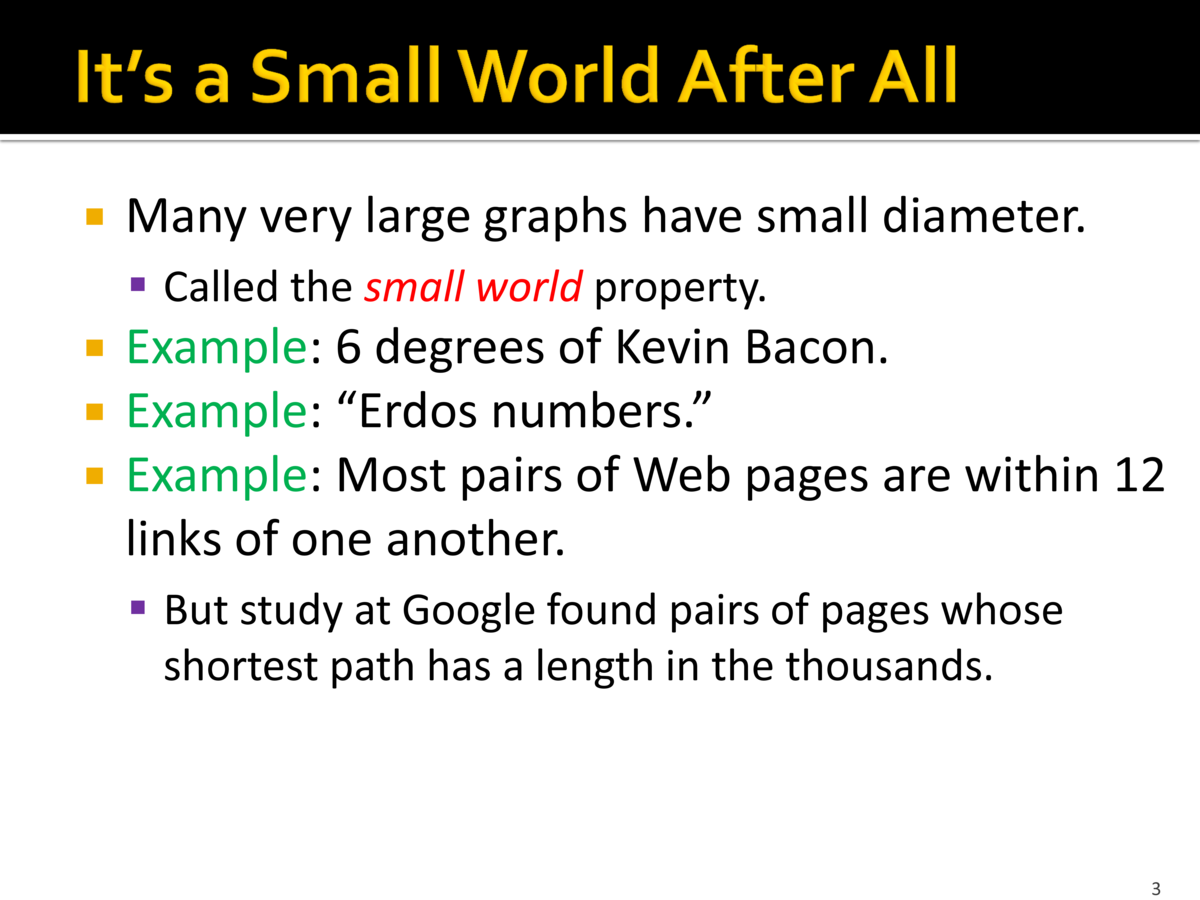 It’s a Small World After All
Many very large graphs have small diameter.
Called the small world property.
Example: 6 degrees of Kevin Bacon.
Example: “Erdos numbers.”
Example: Most pairs of Web pages are within 12
links of one another.
But study at Google found pairs of pages whose
shortest path has a length in the thousands.
3